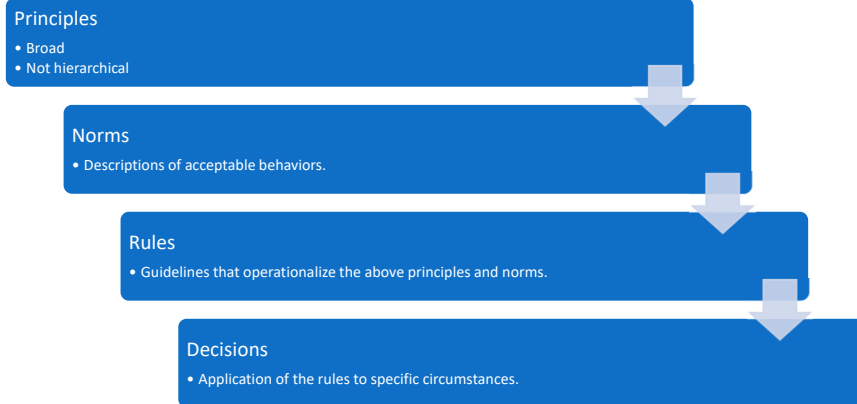 Principles
• Broad
• Not hierarchical
Norms
• Descriptions of acceptable behaviors.
Rules
• Guidelines that operationalize the above principles and norms.
Decisions
• Application of the rules to specific circumstances.